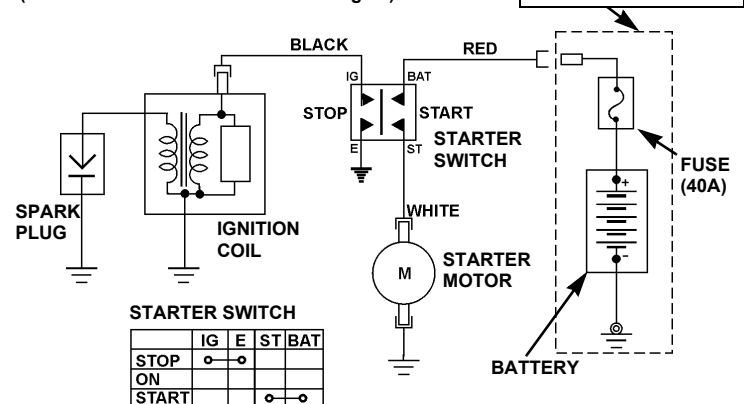 BLACK
RED
IG
BAT
STOP
START
E
ST
STARTER
SWITCH
FUSE
(40A)
SPARK
PLUG
IGNITION
COIL
WHITE
M
STARTER
MOTOR
+
-
BATTERY
STARTER SWITCH
IG E ST BAT
STOP
ON
START